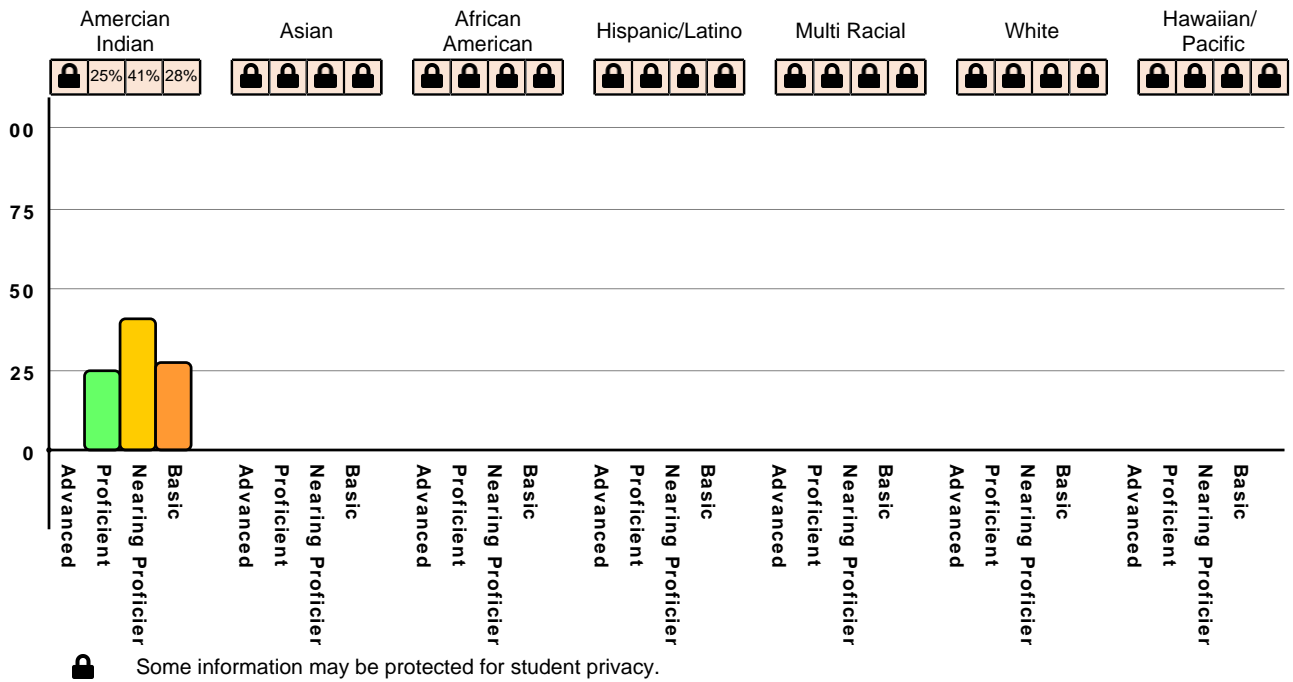 Amercian
Indian
Asian
African
American
Hispanic/Latino
Multi Racial
White
Hawaiian/
Pacific
25% 41% 28%
00
75
50
25
0
Advanced
Proficient
Nearing Proficier
Basic
Advanced
Proficient
Nearing Proficier
Basic
Advanced
Proficient
Nearing Proficier
Basic
Advanced
Proficient
Nearing Proficier
Basic
Advanced
Proficient
Nearing Proficier
Basic
Advanced
Proficient
Nearing Proficier
Basic
Advanced
Proficient
Nearing Proficier
Basic
Some information may be protected for student privacy.